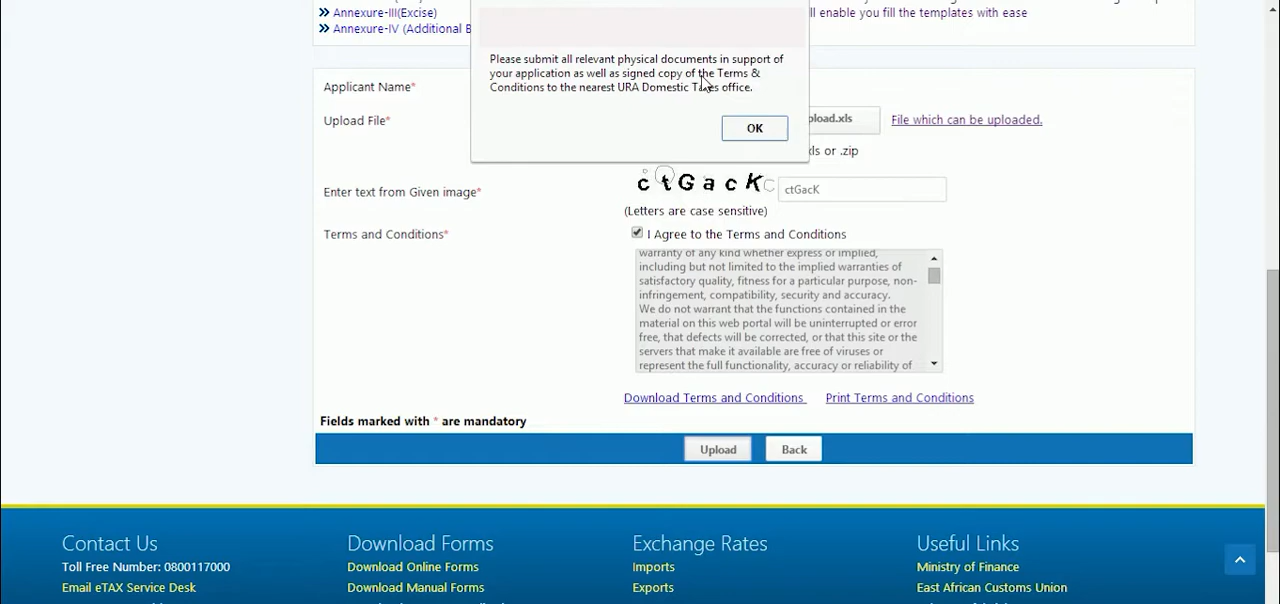 Annexure-III(Excise)
ll enable you fill the templates with ease
Annexure-IV (Additional B
Please submit all relevant physical documents in support of
your application as well as signed copy of the Terms &
Conditions to the nearest URA Domestic Taxes office.
OK
Applicant Name*
Upload File*
pload.xls
File which can be uploaded.
xls or .zip
Enter text from Given image*
ctGacK
ctGacK
(Letters are case sensitive)
Terms and Conditions*
I Agree to the Terms and Conditions
warranty of any kind whether express or implied,
including but not limited to the implied warranties of
satisfactory quality, fitness for a particular purpose, non-
infringement, compatibility, security and accuracy.
We do not warrant that the functions contained in the
material on this web portal will be uninterrupted or error
free, that defects will be corrected, or that this site or the
servers that make it available are free of viruses or
represent the full functionality, accuracy or reliability of
Download Terms and Conditions
Print Terms and Conditions
Fields marked with * are mandatory
Upload
Back
Contact Us
Toll Free Number: 0800117000
Email eTAX Service Desk
Download Forms
Download Online Forms
Download Manual Forms
Exchange Rates
Imports
Exports
Useful Links
Ministry of Finance
East African Customs Union